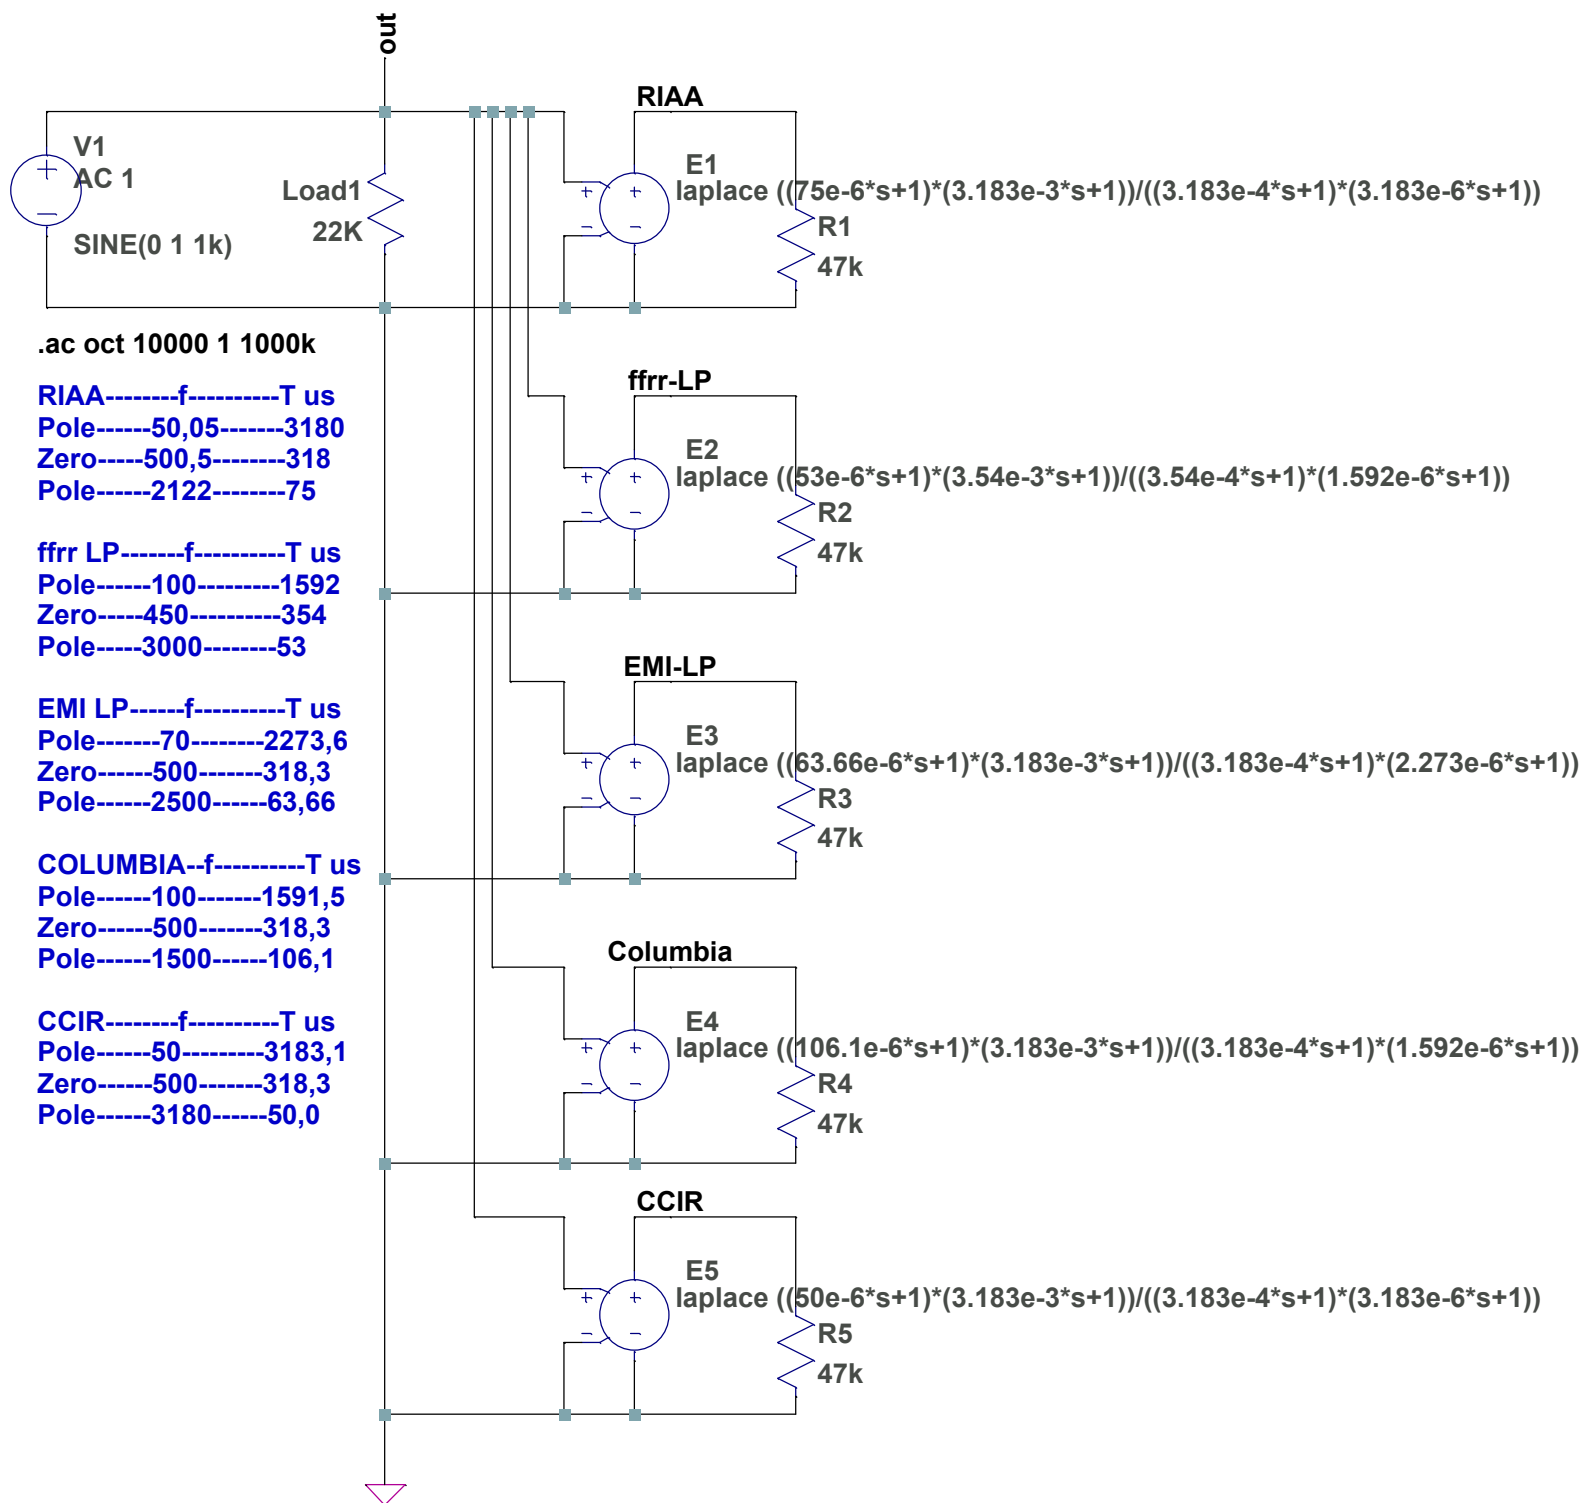 out
RIAA
V1
AC 1
SINE(0 1 1k)
Load1
22K
E1
laplace ((75e-6*s+1)*(3.183e-3*s+1))/((3.183e-4*s+1)*(3.183e-6*s+1))
R1
47k
.ac oct 10000 1 1000k
RIAA--------f----------T us
Pole------50,05-------3180
Zero-----500,5--------318
Pole------2122--------75
ffrr LP-------f----------T us
Pole------100---------1592
Zero-----450----------354
Pole-----3000--------53
EMI LP------f----------T us
Pole-------70--------2273,6
Zero------500-------318,3
Pole------2500------63,66
COLUMBIA--f----------T us
Pole------100-------1591,5
Zero------500-------318,3
Pole------1500------106,1
CCIR--------f----------T us
Pole------50---------3183,1
Zero------500-------318,3
Pole------3180------50,0
ffrr-LP
E2
laplace ((53e-6*s+1)*(3.54e-3*s+1))/((3.54e-4*s+1)*(1.592e-6*s+1))
R2
47k
EMI-LP
E3
laplace ((63.66e-6*s+1)*(3.183e-3*s+1))/((3.183e-4*s+1)*(2.273e-6*s+1))
R3
47k
Columbia
E4
laplace ((106.1e-6*s+1)*(3.183e-3*s+1))/((3.183e-4*s+1)*(1.592e-6*s+1))
R4
47k
CCIR
E5
laplace ((50e-6*s+1)*(3.183e-3*s+1))/((3.183e-4*s+1)*(3.183e-6*s+1))
R5
47k